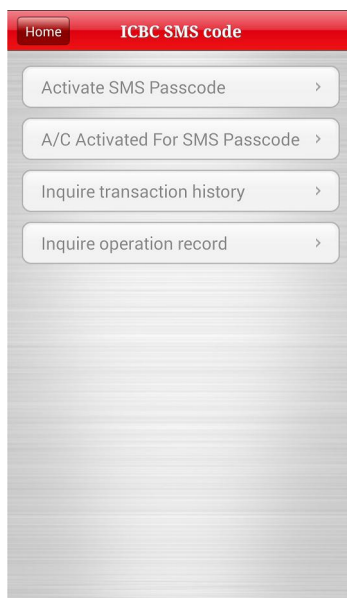 Home
ICBC SMS code
Activate SMS Passcode
A/C Activated For SMS Passcode
Inquire transaction history
Inquire operation record